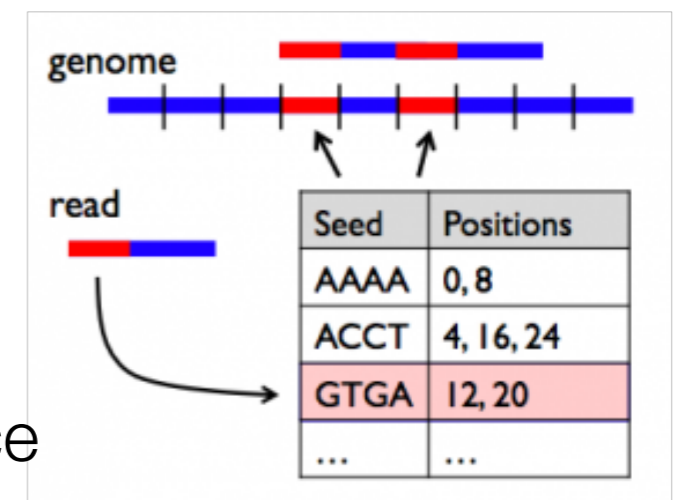 genome
read
Seed Positions
AAAA 0, 8
ACCT 4, 16, 24
GTGA 12, 20
... ...